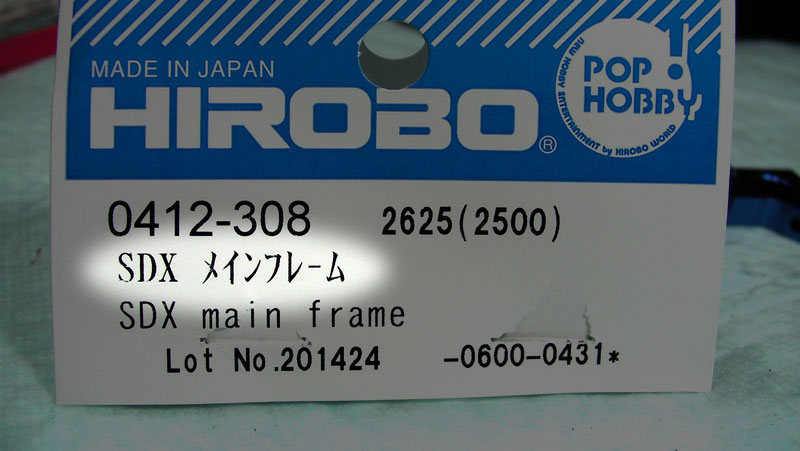 MADE IN JAPAN
HIROBO®
POP!
HOBBY
NEW HOBBY ENTERTAINMENT by HIROBO WORLD
0412-308 2625(2500)
SDX メインフレーム
SDX main frame
Lot No.201424 -0600-0431*